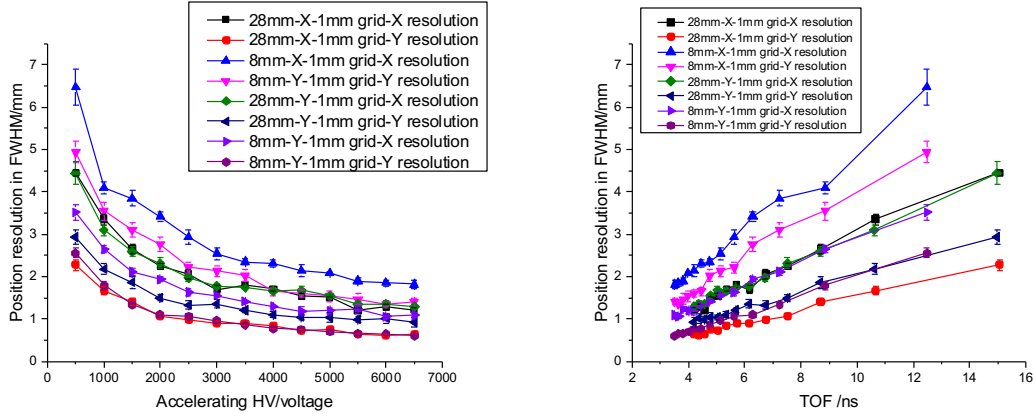 28mm-X-1mm grid-X resolution
28mm-X-1mm grid-Y resolution
8mm-X-1mm grid-X resolution
8mm-Y-1mm grid-Y resolution
28mm-Y-1mm grid-X resolution
28mm-Y-1mm grid-Y resolution
8mm-Y-1mm grid-X resolution
8mm-Y-1mm grid-Y resolution
Position resolution in FWHM/mm
7
6
5
4
3
2
1
0
0
1000
2000
3000
4000
5000
6000
7000
Accelerating HV/voltage
28mm-X-1mm grid-X resolution
28mm-X-1mm grid-Y resolution
8mm-X-1mm grid-X resolution
8mm-X-1mm grid-Y resolution
28mm-Y-1mm grid-X resolution
28mm-Y-1mm grid-Y resolution
8mm-Y-1mm grid-X resolution
8mm-Y-1mm grid-Y resolution
Position resolution in FWHM/mm
7
6
5
4
3
2
1
0
2
4
6
8
10
12
14
16
TOF /ns